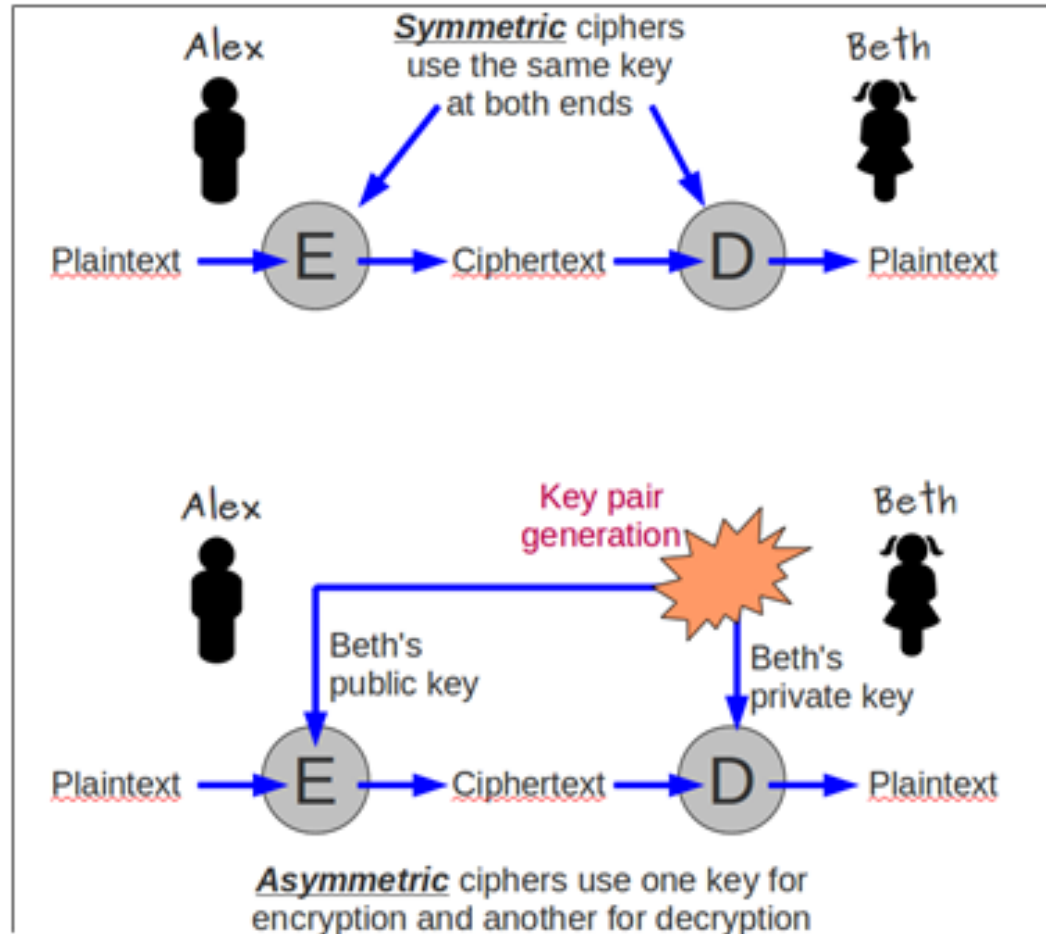 Alex
Symmetric ciphers
use the same key
at both ends
Beth
Plaintext
E
Ciphertext
D
Plaintext
Alex
Key pair
generation
Beth
Beth's
public key
Beth's
private key
Plaintext
E
Ciphertext
D
Plaintext
Asymmetric ciphers use one key for
encryption and another for decryption